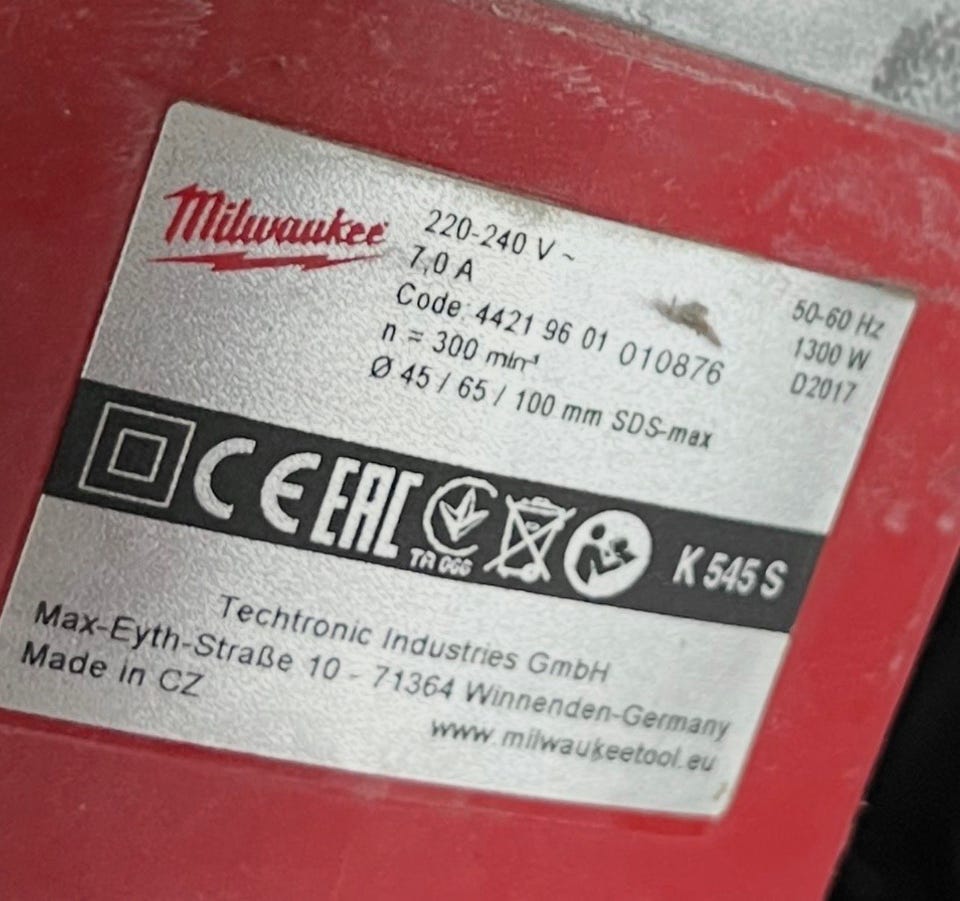 Milwaukee
220-240 V ~
50-60 Hz
7,0 A
1300 W
Code: 4421 96 01 010876
D2017
n = 300 min⁻¹
Ø 45 / 65 / 100 mm SDS-max
CE EAC
TR 066
K 545 S
Techtronic Industries GmbH
Max-Eyth-Straße 10 - 71364 Winnenden-Germany
Made in CZ
www.milwaukeetool.eu